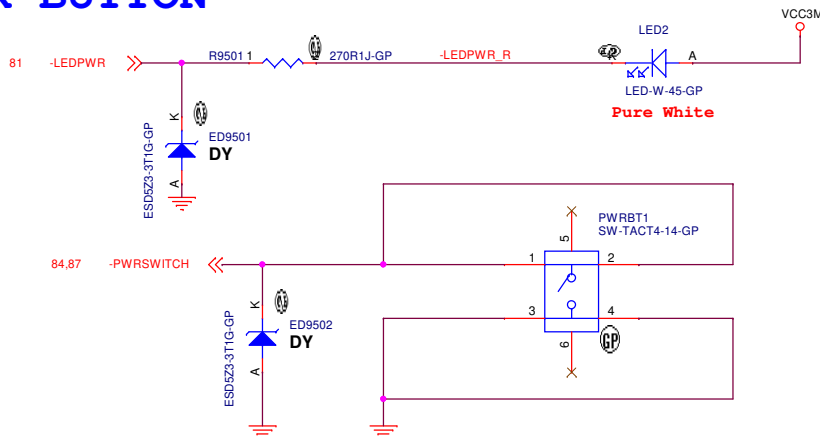 BUTTON
VCC3M
LED2
81 -LEDPWR R9501 1 270R1J-GP -LEDPWR_R A
LED-W-45-GP
Pure White
K
ED9501
DY
ESD5Z3-3T1G-GP
A
PWRBT1
SW-TACT4-14-GP
5
84,87 -PWRSWITCH 1 2
3 4
K
ED9502
DY
ESD5Z3-3T1G-GP
A
6
GP